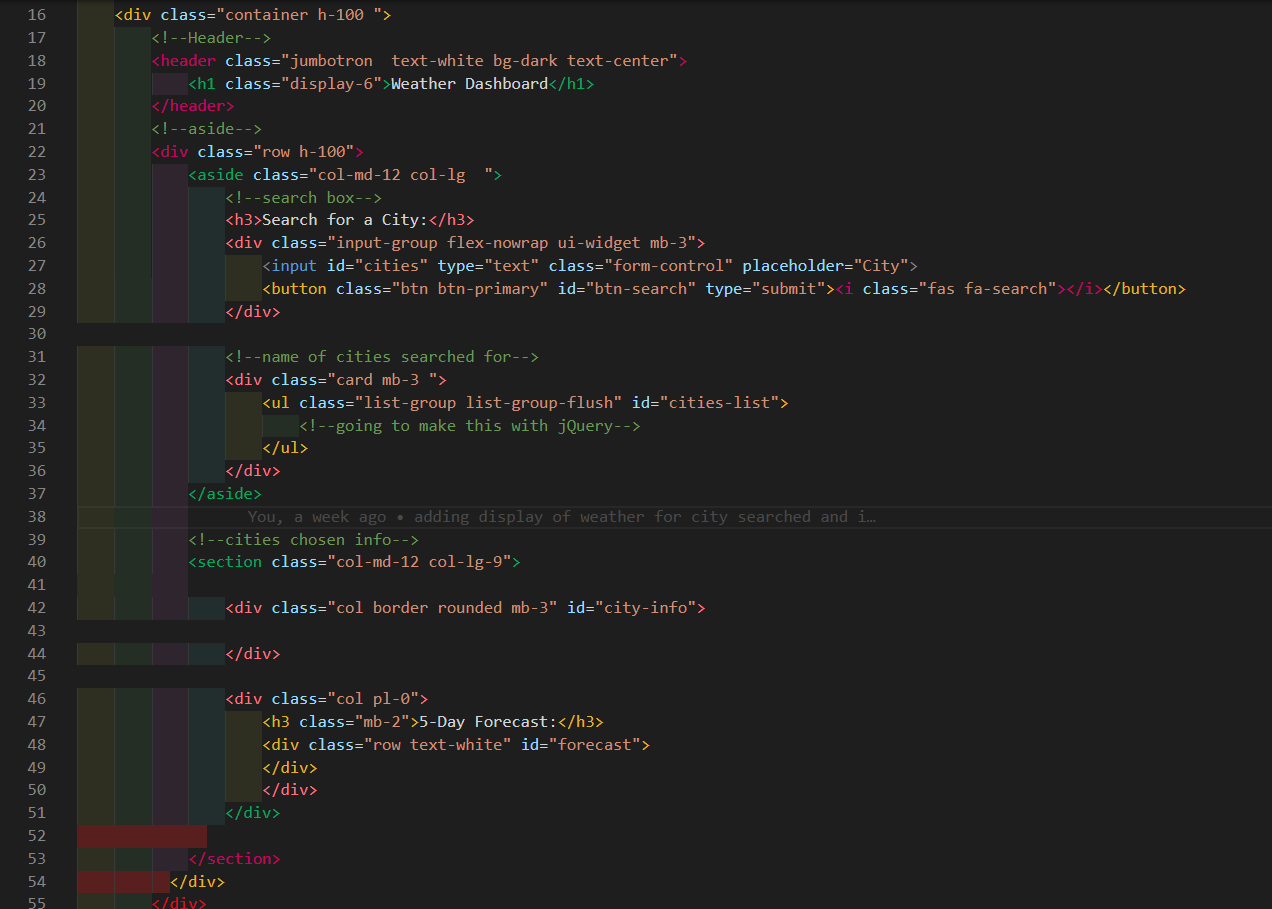 16 <div class="container h-100 ">
17 <!--Header-->
18 <header class="jumbotron  text-white bg-dark text-center">
19 <h1 class="display-6">Weather Dashboard</h1>
20 </header>
21 <!--aside-->
22 <div class="row h-100">
23 <aside class="col-md-12 col-lg  ">
24 <!--search box-->
25 <h3>Search for a City:</h3>
26 <div class="input-group flex-nowrap ui-widget mb-3">
27 <input id="cities" type="text" class="form-control" placeholder="City">
28 <button class="btn btn-primary" id="btn-search" type="submit"><i class="fas fa-search"></i></button>
29 </div>
30
31 <!--name of cities searched for-->
32 <div class="card mb-3 ">
33 <ul class="list-group list-group-flush" id="cities-list">
34 <!--going to make this with jQuery-->
35 </ul>
36 </div>
37 </aside>
38 You, a week ago • adding display of weather for city searched and i…
39 <!--cities chosen info-->
40 <section class="col-md-12 col-lg-9">
41
42 <div class="col border rounded mb-3" id="city-info">
43
44 </div>
45
46 <div class="col pl-0">
47 <h3 class="mb-2">5-Day Forecast:</h3>
48 <div class="row text-white" id="forecast">
49 </div>
50 </div>
51 </div>
52
53 </section>
54 </div>
55 </div>